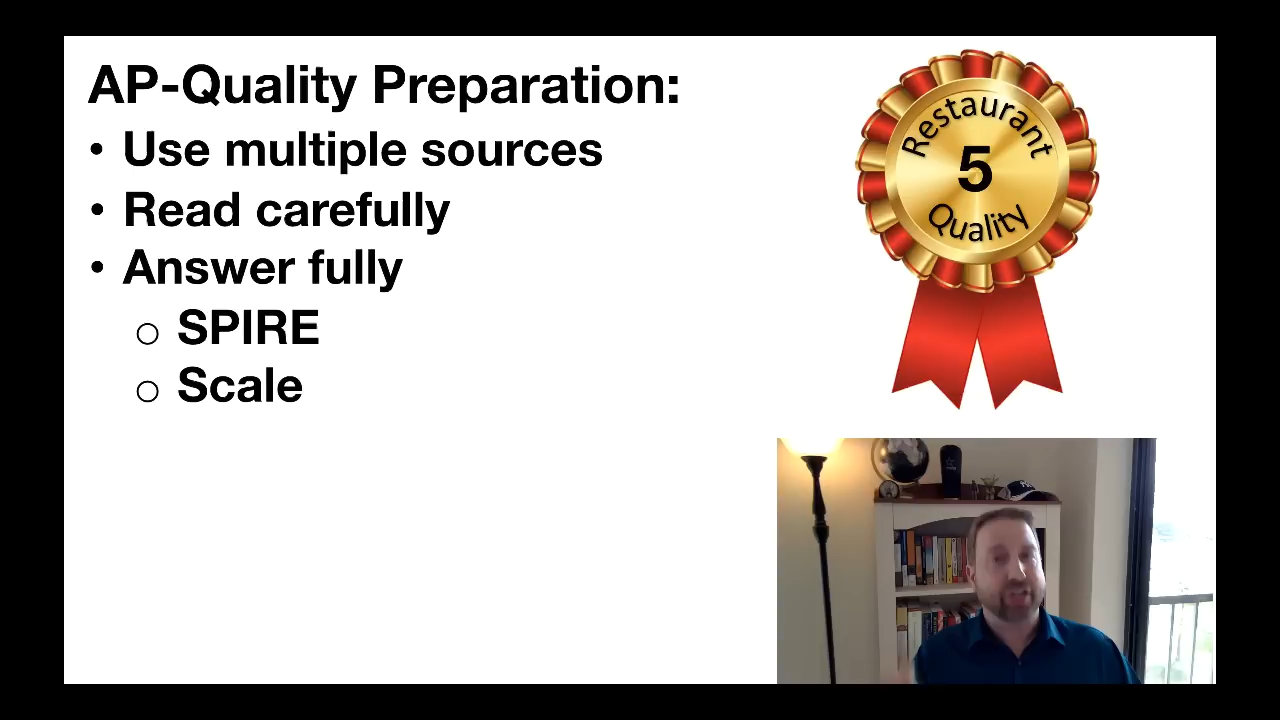 AP-Quality Preparation:
• Use multiple sources
• Read carefully
• Answer fully
○ SPIRE
○ Scale
Restaurant
5
Quality